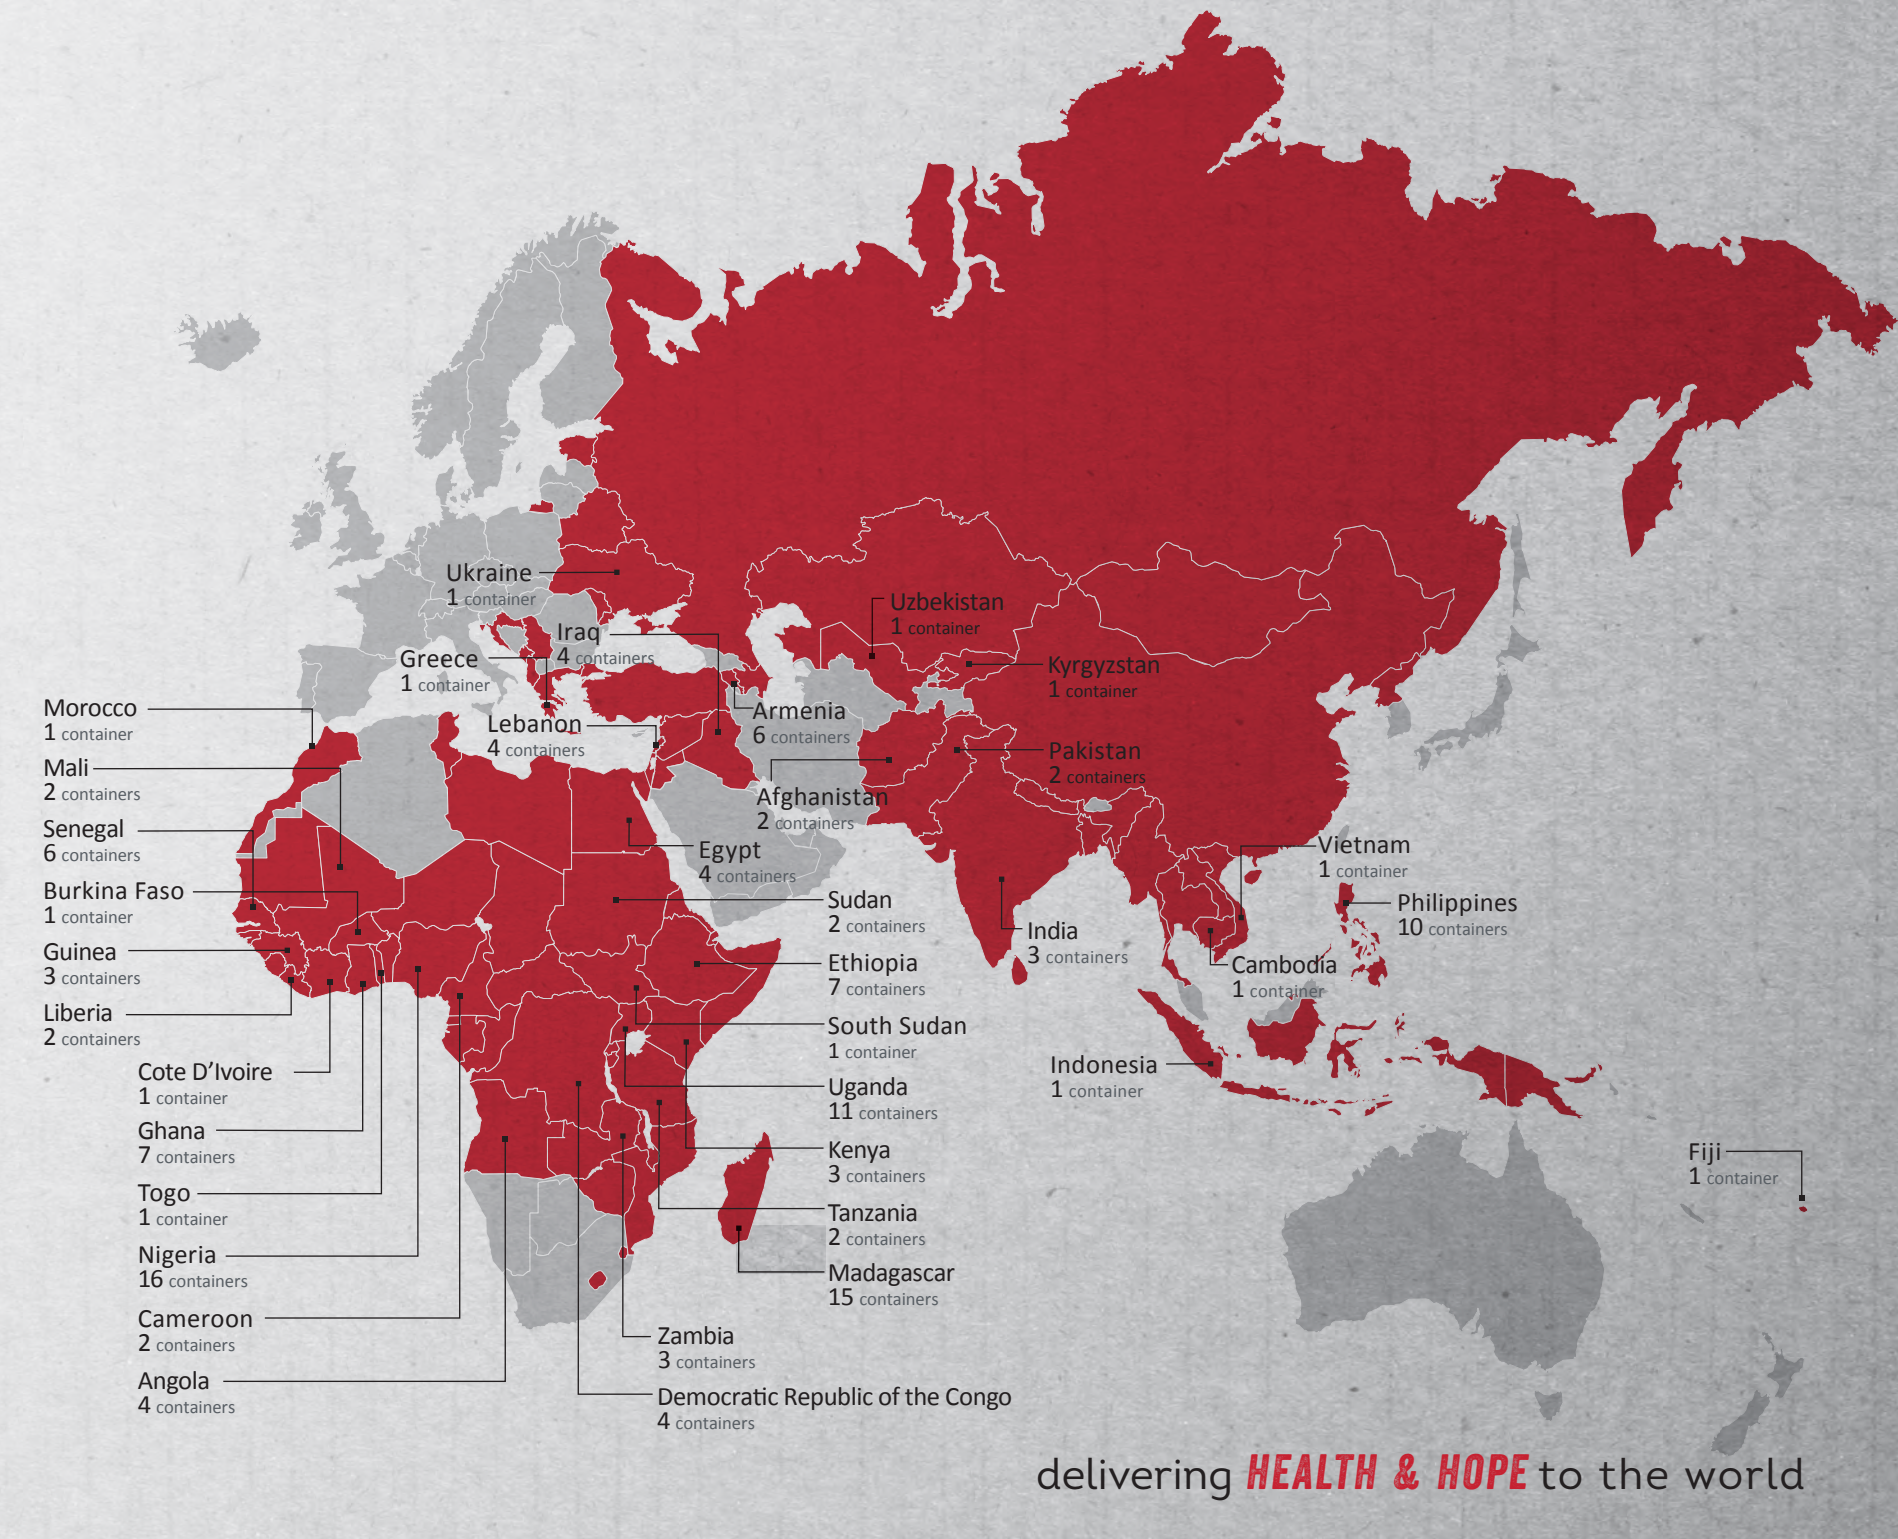 Ukraine
1 container
Uzbekistan
1 container
Iraq
4 containers
Greece
1 container
Kyrgyzstan
1 container
Morocco
1 container
Armenia
6 containers
Lebanon
4 containers
Pakistan
2 containers
Mali
2 containers
Afghanistan
2 containers
Senegal
6 containers
Egypt
4 containers
Vietnam
1 container
Burkina Faso
1 container
Sudan
2 containers
Philippines
10 containers
India
3 containers
Guinea
3 containers
Ethiopia
7 containers
Cambodia
1 container
Liberia
2 containers
South Sudan
1 container
Indonesia
1 container
Cote D'Ivoire
1 container
Uganda
11 containers
Ghana
7 containers
Kenya
3 containers
Fiji
1 container
Togo
1 container
Tanzania
2 containers
Nigeria
16 containers
Madagascar
15 containers
Cameroon
2 containers
Zambia
3 containers
Angola
4 containers
Democratic Republic of the Congo
4 containers
delivering HEALTH & HOPE to the world